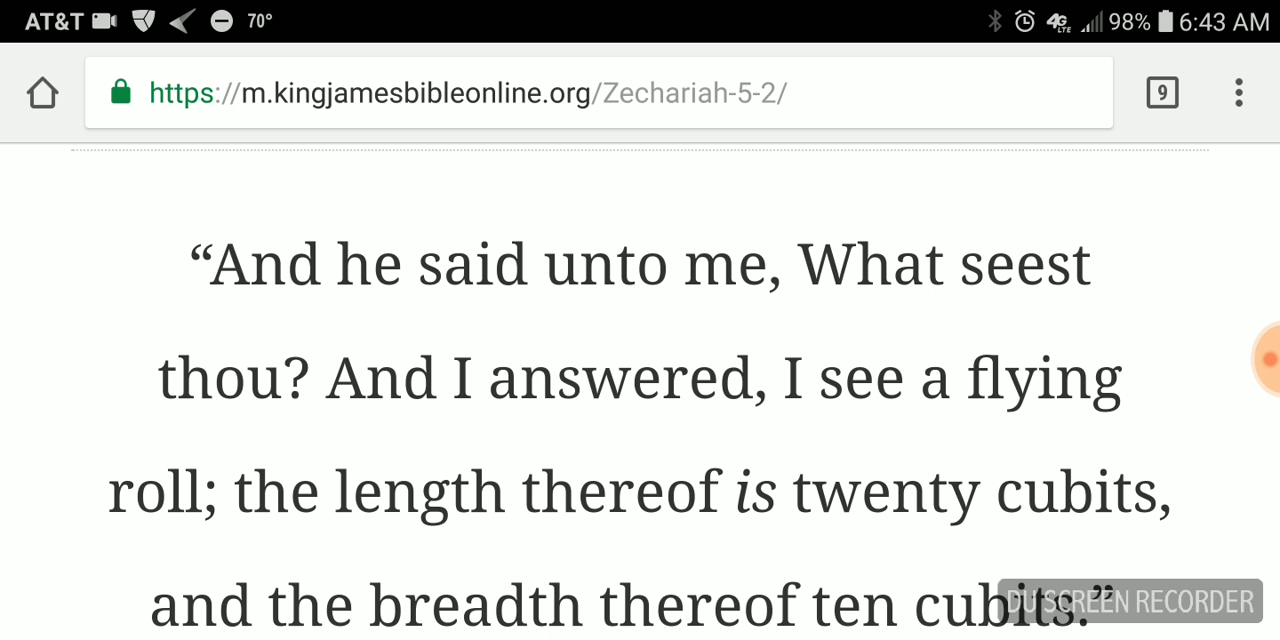 AT&T 70° 4G LTE 98% 6:43 AM
https://m.kingjamesbibleonline.org/Zechariah-5-2/ 9
“And he said unto me, What seest
thou? And I answered, I see a flying
roll; the length thereof is twenty cubits,
and the breadth thereof ten cubits.”
DU SCREEN RECORDER